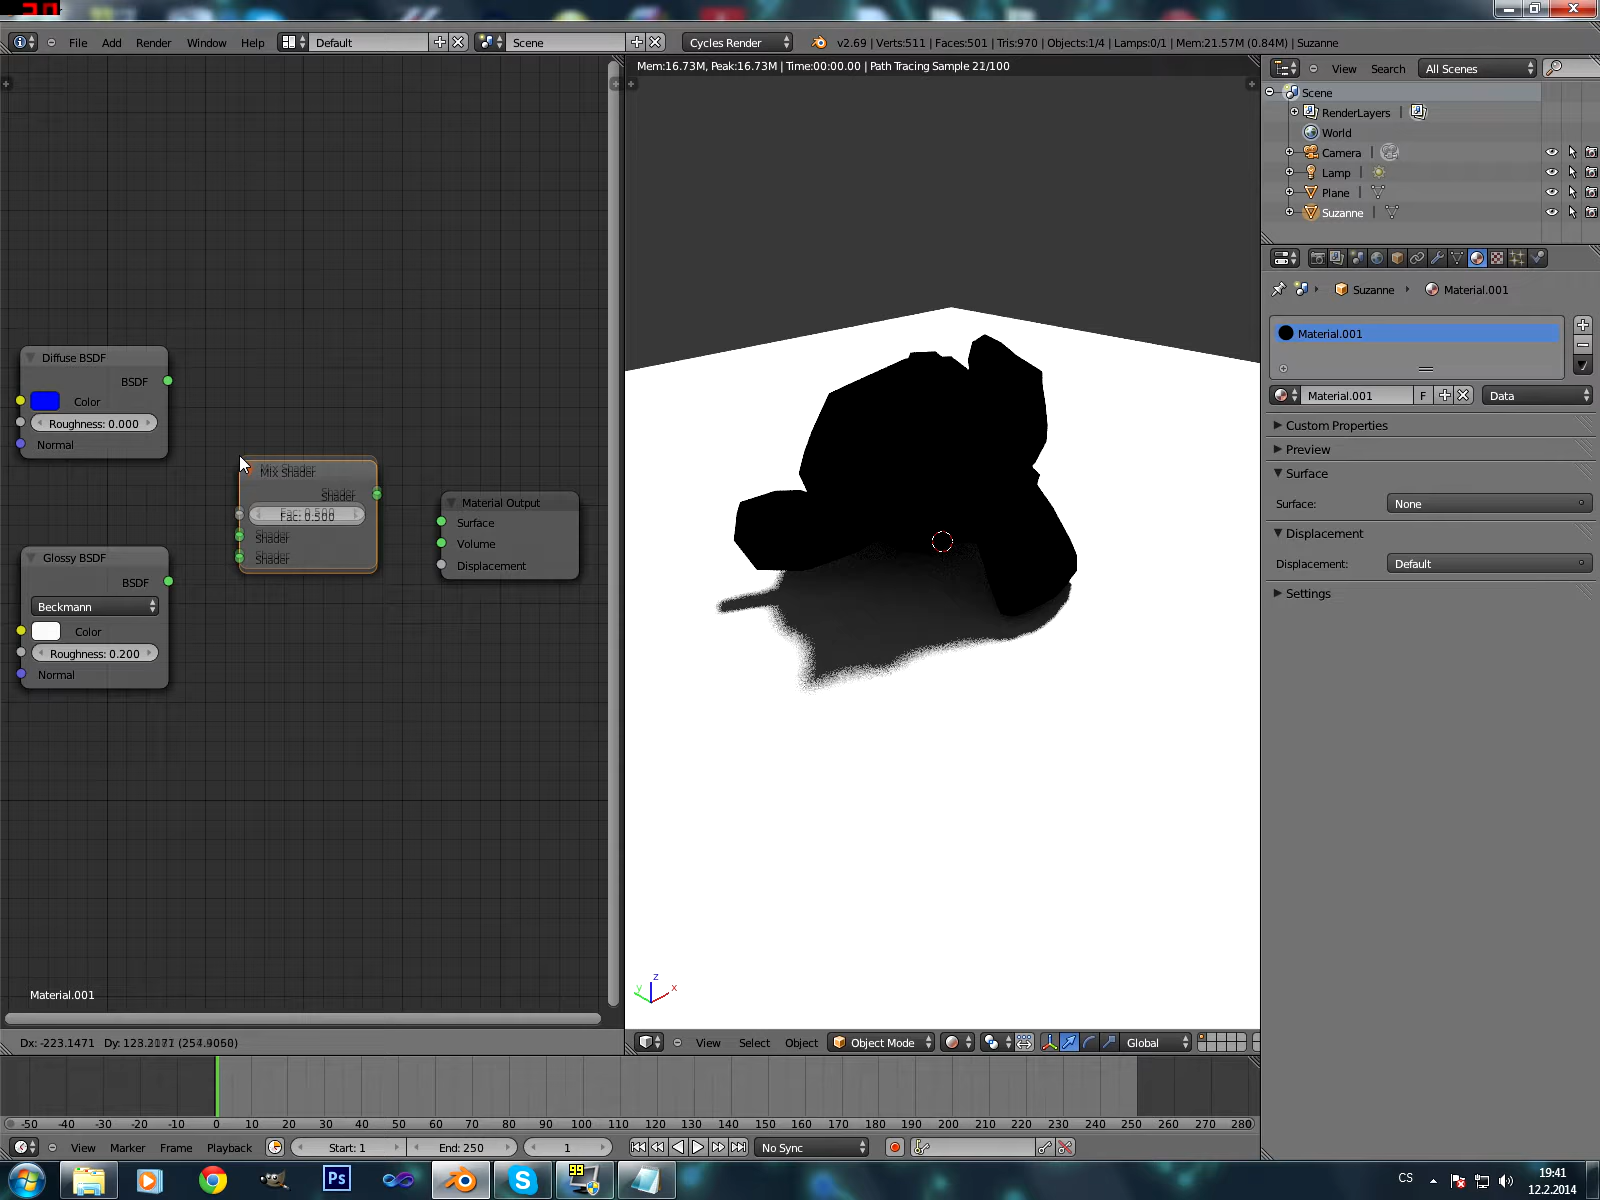 File Add Render Window Help Default Scene Cycles Render v2.69 | Verts:511 | Faces:501 | Tris:970 | Objects:1/4 | Lamps:0/1 | Mem:21.57M (0.84M) | Suzanne
Mem:16.73M, Peak:16.73M | Time:00:00.00 | Path Tracing Sample 21/100
View Search All Scenes
Scene
RenderLayers |
World
Camera |
Lamp |
Plane |
Suzanne |
Suzanne Material.001
Material.001
Material.001 F Data
Custom Properties
Preview
Surface
Surface: None
Displacement
Displacement: Default
Settings
Diffuse BSDF
BSDF
Color
Roughness: 0.000
Normal
Mix Shader
Shader
Fac: 0.500
Shader
Shader
Material Output
Surface
Volume
Displacement
Glossy BSDF
BSDF
Beckmann
Color
Roughness: 0.200
Normal
z
y x
Material.001
View Select Object Object Mode Global
-50 -40 -30 -20 -10 0 10 20 30 40 50 60 70 80 90 100 110 120 130 140 150 160 170 180 190 200 210 220 230 240 250 260 270 280
View Marker Frame Playback Start: 1 End: 250 1 No Sync
Ps
99
CS
19:41
12.2.2014